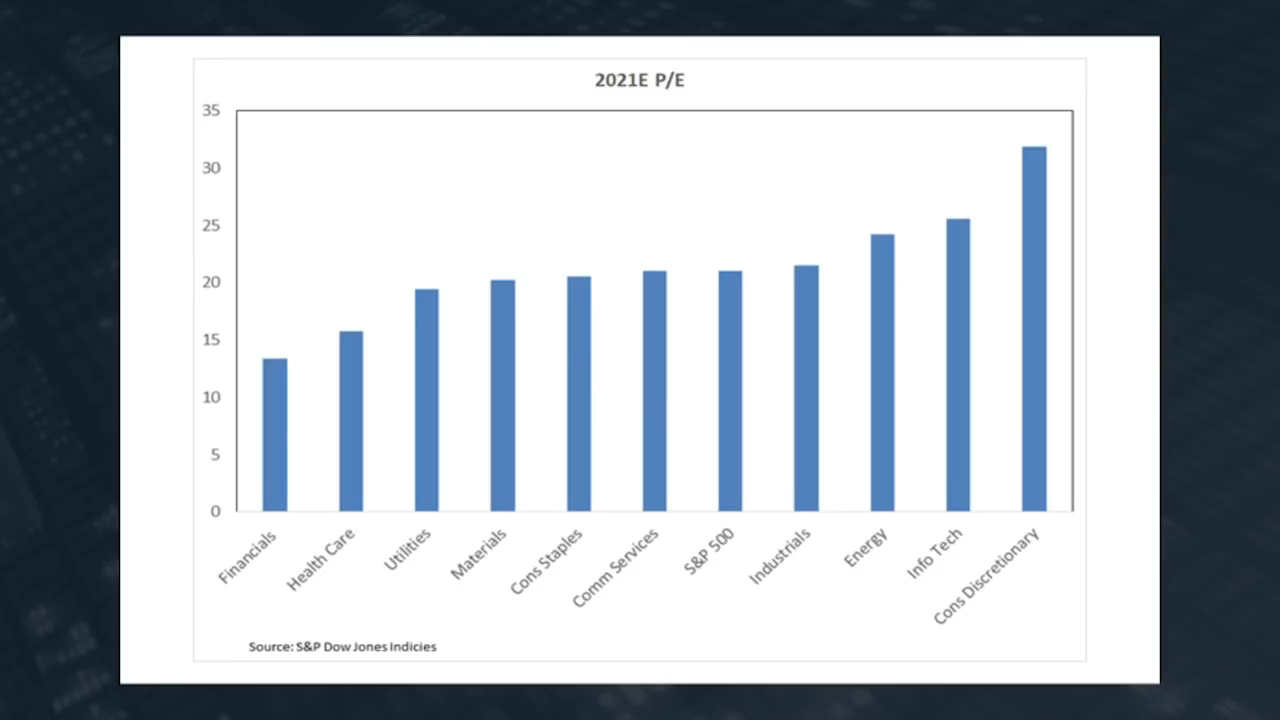 2021E P/E
35
30
25
20
15
10
5
0
Financials
Health Care
Utilities
Materials
Cons Staples
Comm Services
S&P 500
Industrials
Energy
Info Tech
Cons Discretionary
Source: S&P Dow Jones Indicies